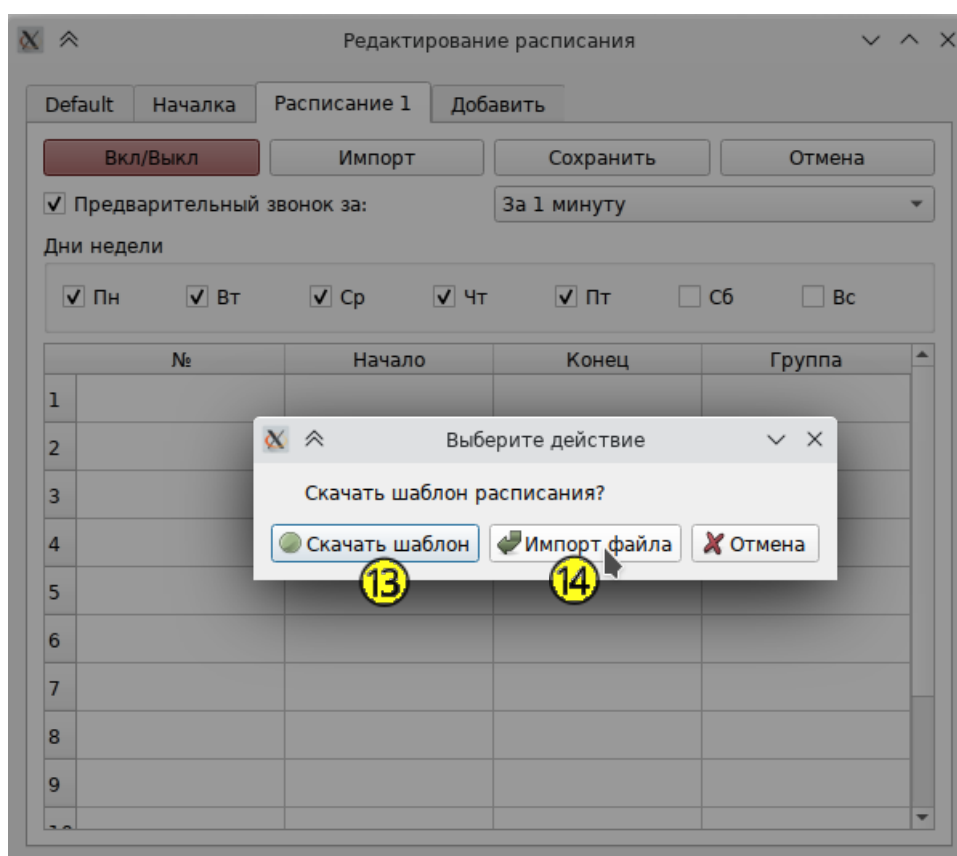 Редактирование расписания
Default Началка Расписание 1 Добавить
Вкл/Выкл Импорт Сохранить Отмена
Предварительный звонок за: За 1 минуту
Дни недели
Пн Вт Ср Чт Пт Сб Вс
№ Начало Конец Группа
1
2
Выберите действие
3
Скачать шаблон расписания?
4
Скачать шаблон Импорт файла Отмена
5
13 14
6
7
8
9